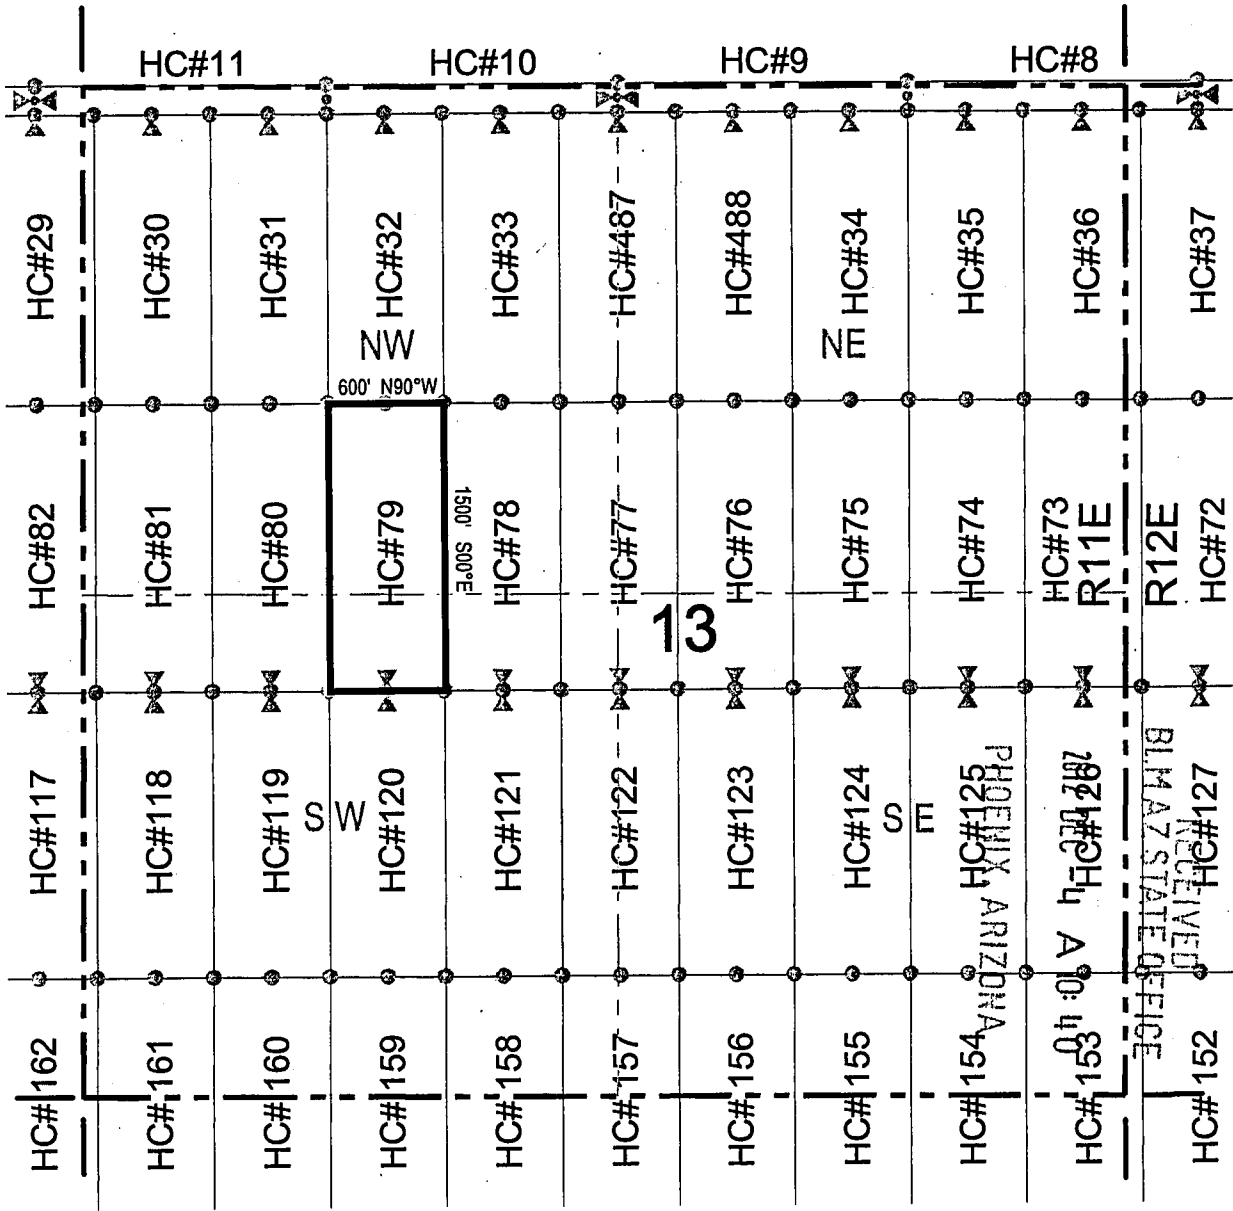 HC#11
HC#10
HC#9
HC#8
HC#29
HC#30
HC#31
HC#32
HC#33
HC#487
HC#488
HC#34
HC#35
HC#36
HC#37
NW
NE
600' N90°W
HC#82
HC#81
HC#80
HC#79
1500' S00°E
HC#78
HC#77
HC#76
HC#75
HC#74
HC#73
R11E
R12E
HC#72
13
HC#117
HC#118
HC#119
SW
HC#120
HC#121
HC#122
HC#123
HC#124
SE
HC#125
HC#126
HC#127
RECEIVED
BLM AZ STATE OFFICE
2012 DEC -4 A 10:40
PHOENIX, ARIZONA
HC# 162
HC# 161
HC# 160
HC# 159
HC# 158
HC# 157
HC# 156
HC# 155
HC# 154
HC# 153
HC# 152